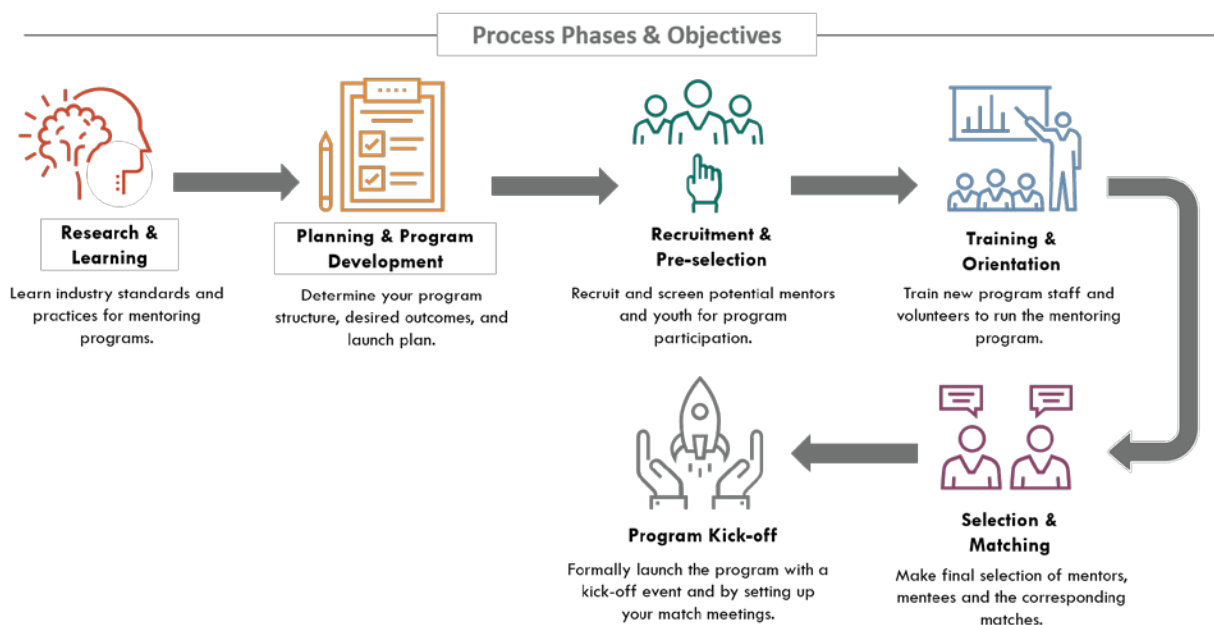 Process Phases & Objectives
Research &
Learning
Learn industry standards and
practices for mentoring
programs.
Planning & Program
Development
Determine your program
structure, desired outcomes, and
launch plan.
Recruitment &
Pre-selection
Recruit and screen potential mentors
and youth for program
participation.
Training &
Orientation
Train new program staff and
volunteers to run the mentoring
program.
Selection &
Matching
Make final selection of mentors,
mentees and the corresponding
matches.
Program Kick-off
Formally launch the program with a
kick-off event and by setting up
your match meetings.